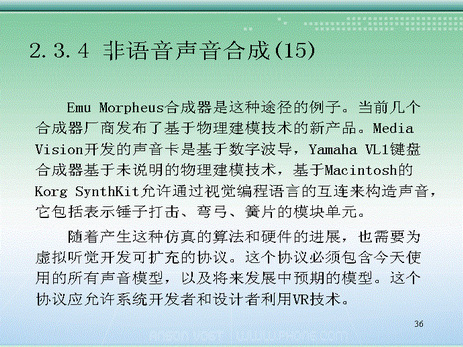 2.3.4 非语音声音合成(15)
Emu Morpheus合成器是这种途径的例子。当前几个
合成器厂商发布了基于物理建模技术的新产品。Media
Vision开发的声音卡是基于数字波导，Yamaha VL1键盘
合成器基于未说明的物理建模技术，基于Macintosh的
Korg SynthKit允许通过视觉编程语言的互连来构造声音，
它包括表示锤子打击、弯弓、簧片的模块单元。
随着产生这种仿真的算法和硬件的进展，也需要为
虚拟听觉开发可扩充的协议。这个协议必须包含今天使
用的所有声音模型，以及将来发展中预期的模型。这个
协议应允许系统开发者和设计者利用VR技术。
36